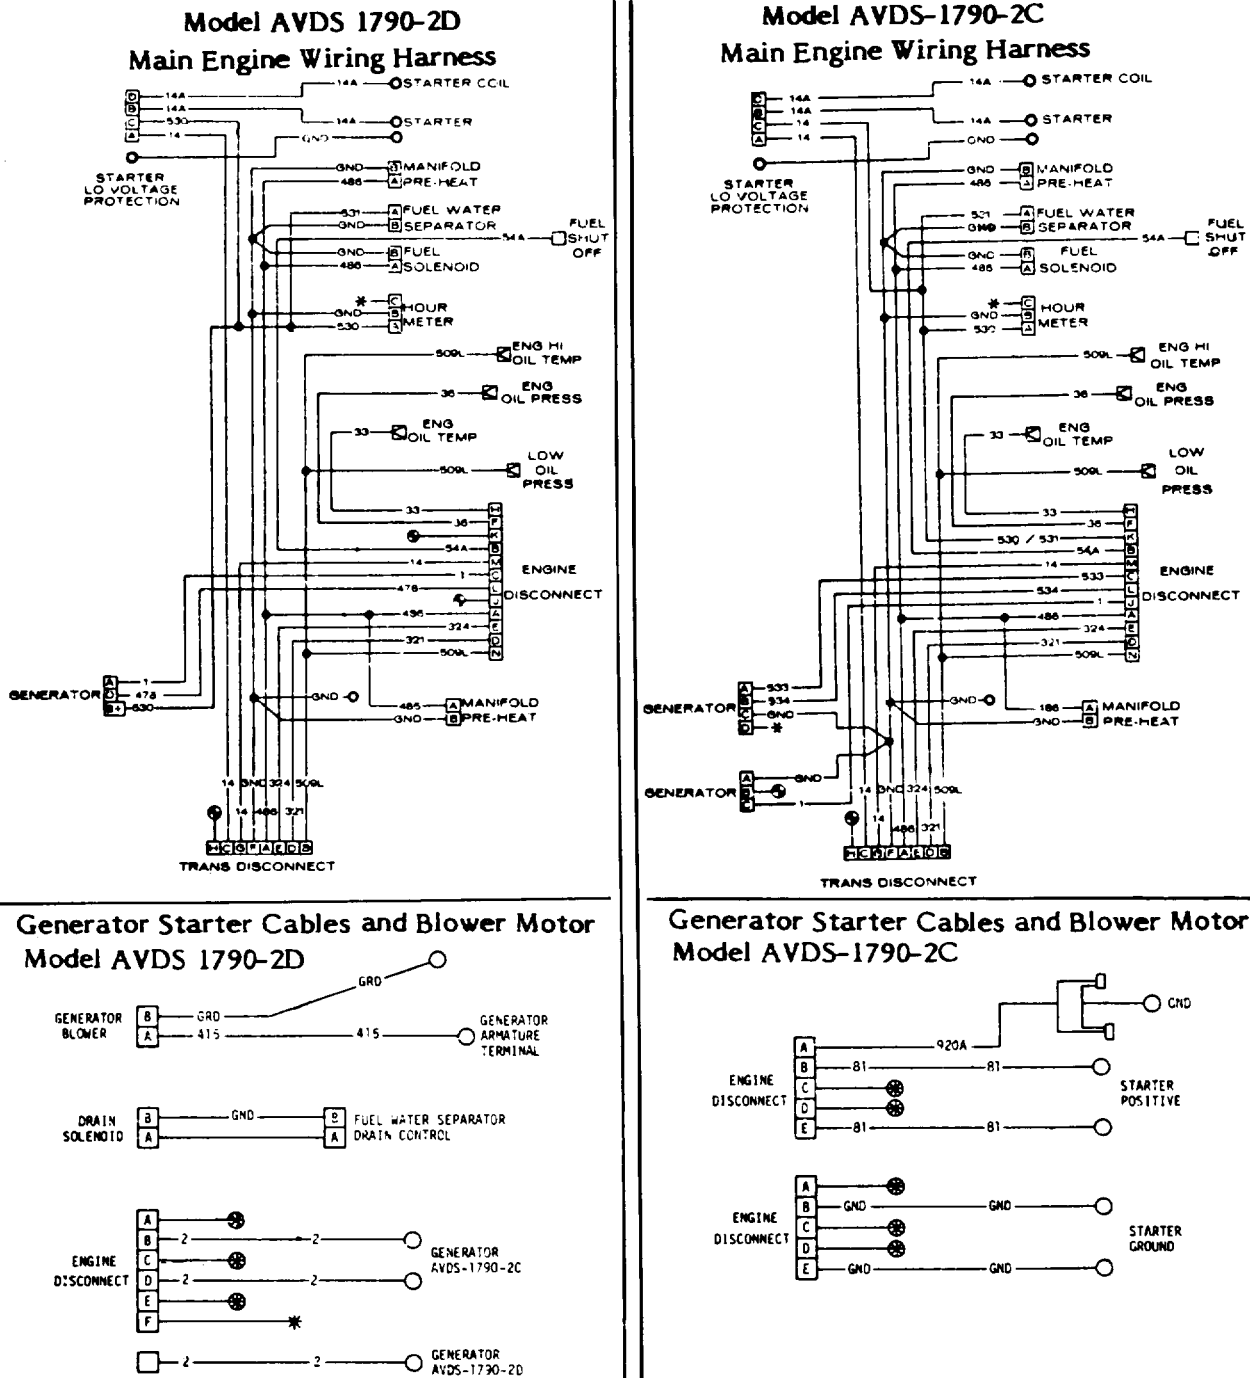 Model AVDS 1790-2D
Main Engine Wiring Harness
D 14A 14A STARTER COIL
B 14A 14A STARTER
C 530
A 14 GND
STARTER
LO VOLTAGE
PROTECTION
GND B MANIFOLD
486 A PRE-HEAT
531 A FUEL WATER
GND B SEPARATOR
54A FUEL
SHUT
OFF
GND B FUEL
486 A SOLENOID
* C
GND B HOUR
530 A METER
509L ENG HI
OIL TEMP
36 ENG
OIL PRESS
33 ENG
OIL TEMP
509L LOW
OIL
PRESS
33 H
36 F
K
54A B
14 M
1 C
478 L
J
486 A
324 E
321 D
509L N
ENGINE
DISCONNECT
GENERATOR
A 1
D 478
B+ 530
GND
485 A MANIFOLD
GND B PRE-HEAT
14 GND 324 509L
14 486 321
H C G F A E D B
TRANS DISCONNECT
Model AVDS-1790-2C
Main Engine Wiring Harness
14A 14A STARTER COIL
B 14A 14A STARTER
C 14
A 14 GND
STARTER
LO VOLTAGE
PROTECTION
GND B MANIFOLD
486 A PRE-HEAT
531 A FUEL WATER
GND B SEPARATOR
54A FUEL
SHUT
OFF
GND B FUEL
486 A SOLENOID
* C HOUR
GND B
530 A METER
509L ENG HI
OIL TEMP
36 ENG
OIL PRESS
33 ENG
OIL TEMP
509L LOW
OIL
PRESS
33 H
36 F
530 / 531 K
54A B
14 M
533 C
534 L
1 J
486 A
324 E
321 D
509L N
ENGINE
DISCONNECT
GENERATOR
A 533
B 934
C GND
D *
GND
186 A MANIFOLD
GND B PRE-HEAT
GENERATOR
A GND
B
C 1
14 GND 324 509L
14 486 321
H C G F A E D B
TRANS DISCONNECT
Generator Starter Cables and Blower Motor
Model AVDS 1790-2D
GENERATOR
BLOWER
B GRD GRD
A 415 415
GENERATOR
ARMATURE
TERMINAL
DRAIN
SOLENOID
B GND B FUEL WATER SEPARATOR
A A DRAIN CONTROL
ENGINE
DISCONNECT
A
B 2 2
C
D 2 2
E
F *
GENERATOR
AVDS-1790-2C
2 2 GENERATOR
AVDS-1790-2D
Generator Starter Cables and Blower Motor
Model AVDS-1790-2C
GND
ENGINE
DISCONNECT
A 920A
B 81 81
C
D
E 81 81
STARTER
POSITIVE
ENGINE
DISCONNECT
A
B GND GND
C
D
E GND GND
STARTER
GROUND